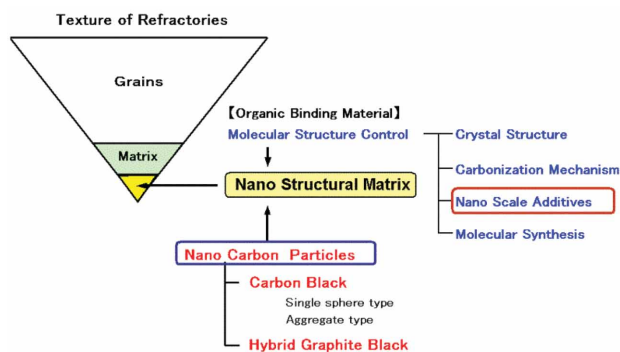 Texture of Refractories
Grains
Matrix
【Organic Binding Material】
Molecular Structure Control
Crystal Structure
Carbonization Mechanism
Nano Scale Additives
Molecular Synthesis
Nano Structural Matrix
Nano Carbon Particles
Carbon Black
Single sphere type
Aggregate type
Hybrid Graphite Black